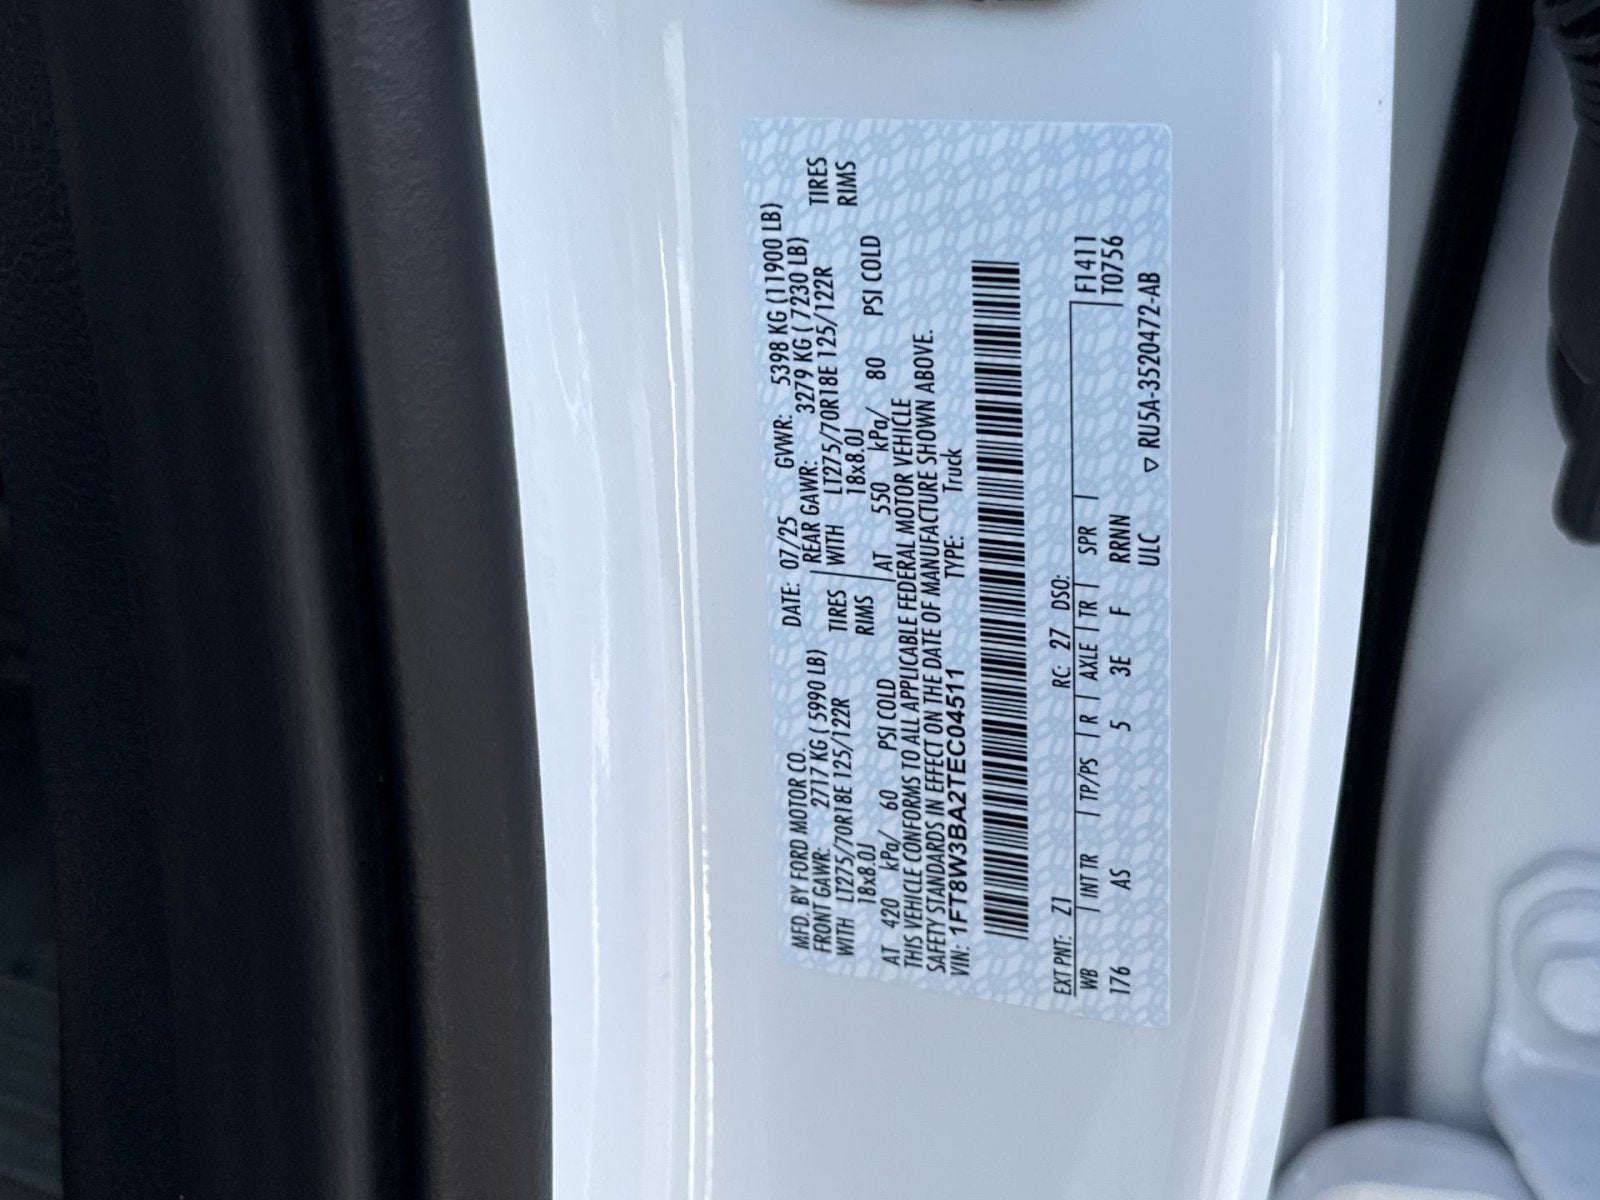 MFD. BY FORD MOTOR CO. DATE: 07/25 GVWR: 5398 KG (11900 LB)
FRONT GAWR: 2717 KG ( 5990 LB) REAR GAWR: 3279 KG ( 7230 LB)
WITH LT275/70R18E 125/122R TIRES WITH LT275/70R18E 125/122R TIRES
18x8.0J RIMS 18x8.0J RIMS
AT 420 kPa/ 60 PSI COLD AT 550 kPa/ 80 PSI COLD
THIS VEHICLE CONFORMS TO ALL APPLICABLE FEDERAL MOTOR VEHICLE
SAFETY STANDARDS IN EFFECT ON THE DATE OF MANUFACTURE SHOWN ABOVE.
VIN: 1FT8W3BA2TEC04511 TYPE: Truck
EXT PNT: Z1 RC: 27 DSO:
WB INT TR TP/PS R AXLE TR SPR F1411
176 AS 5 3E F RRNN T0756
ULC ▽ RU5A-3520472-AB